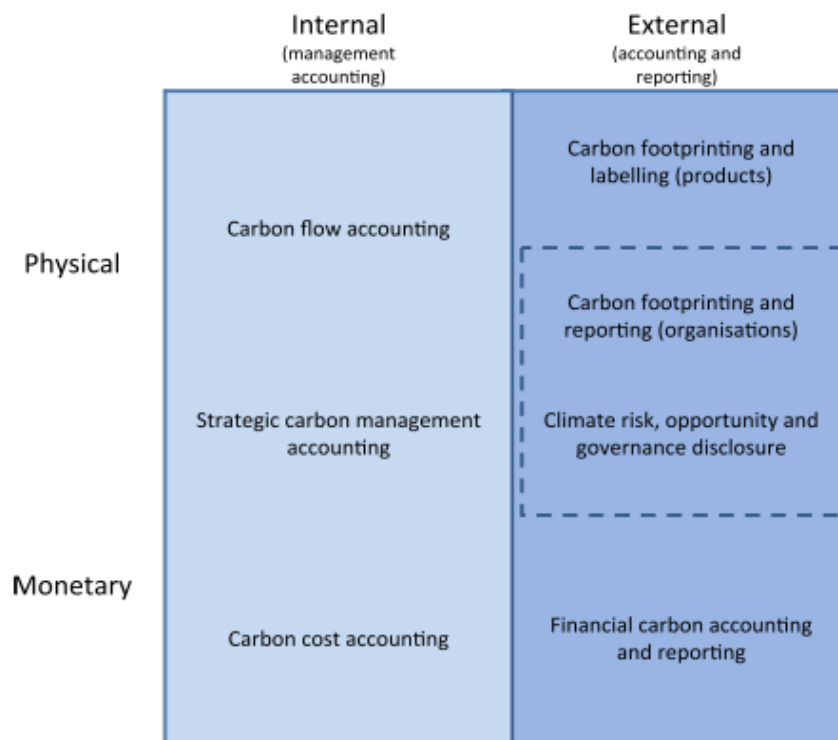 Internal
(management
accounting)
External
(accounting and
reporting)
Physical
Monetary
Carbon flow accounting
Strategic carbon management
accounting
Carbon cost accounting
Carbon footprinting and
labelling (products)
Carbon footprinting and
reporting (organisations)
Climate risk, opportunity and
governance disclosure
Financial carbon accounting
and reporting